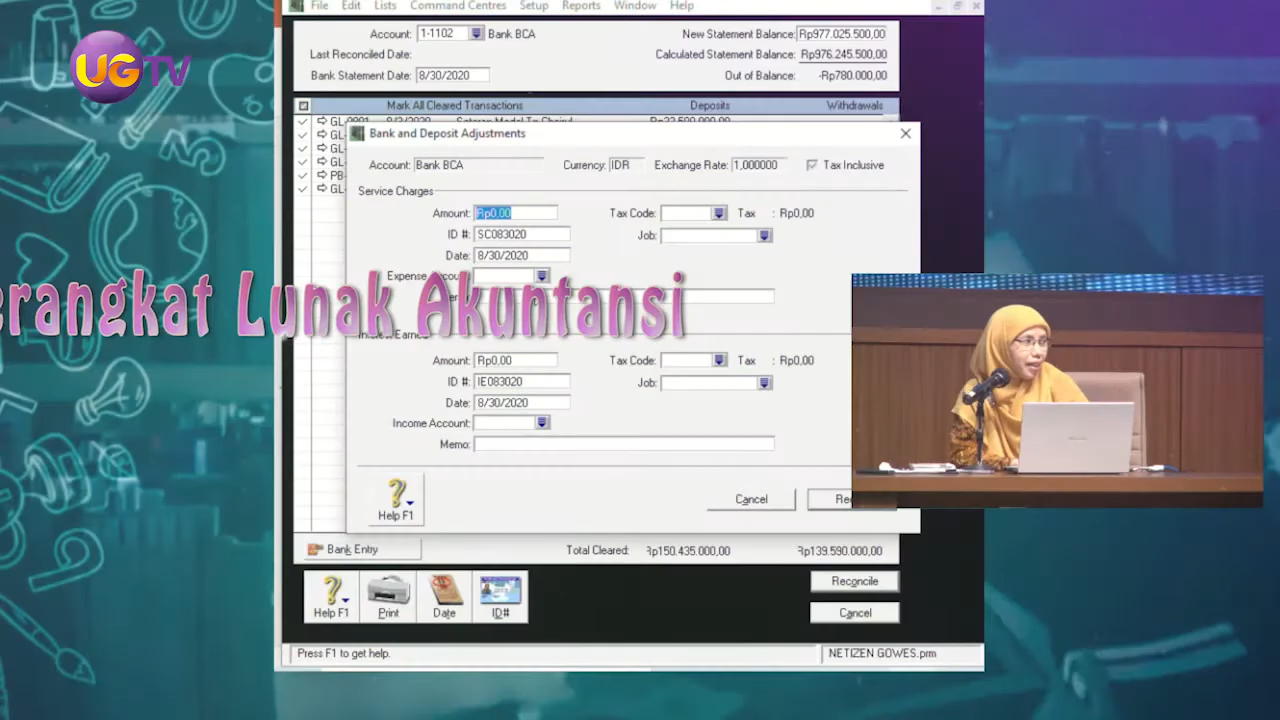 UGTV
File Edit Lists Command Centres Setup Reports Window Help
Account: 1-1102 Bank BCA New Statement Balance: Rp977.025.500,00
Last Reconciled Date: Calculated Statement Balance: Rp976.245.500,00
Bank Statement Date: 8/30/2020 Out of Balance: -Rp780.000,00
Mark All Cleared Transactions Deposits Withdrawals
Bank and Deposit Adjustments
Account: Bank BCA Currency: IDR Exchange Rate: 1,000000 Tax Inclusive
Service Charges
Amount: Rp0,00 Tax Code: Tax : Rp0,00
ID #: SC083020 Job:
Date: 8/30/2020
Expense
erangkat Lunak Akuntansi
Amount: Rp0,00 Tax Code: Tax : Rp0,00
ID #: IE083020 Job:
Date: 8/30/2020
Income Account:
Memo:
Help F1 Cancel Re
Bank Entry Total Cleared: Rp150.435.000,00 Rp139.590.000,00
Reconcile
Help F1 Print Date ID# Cancel
Press F1 to get help. NETIZEN GOWES.prm